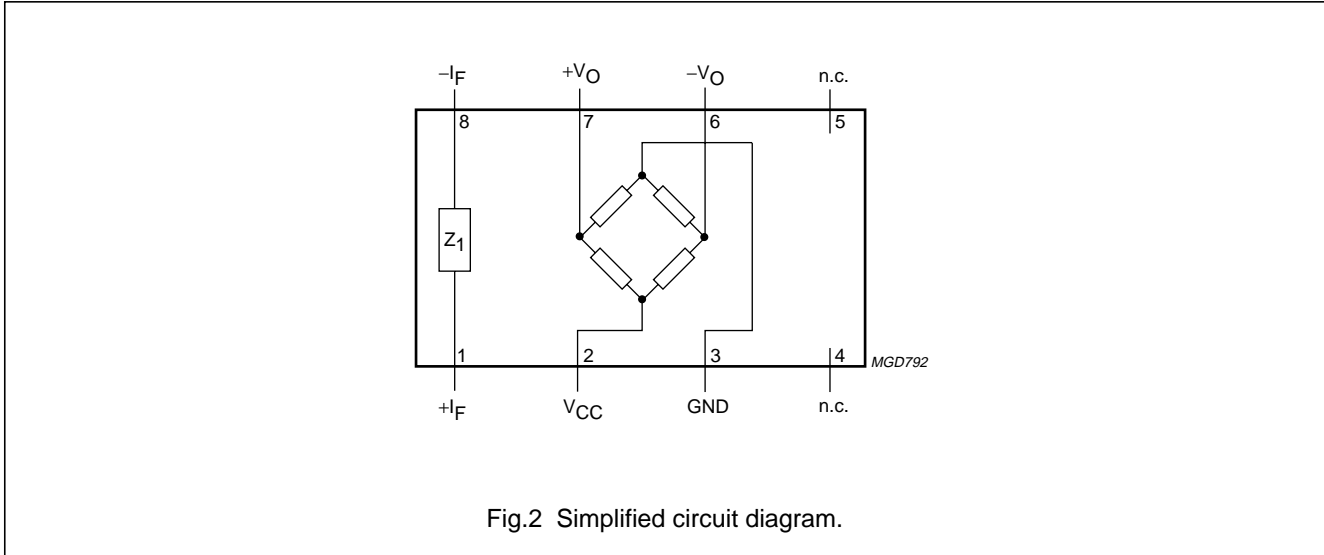 −IF +VO −VO n.c.
8 7 6 5
Z1
1 2 3 4
MGD792
+IF VCC GND n.c.
Fig.2 Simplified circuit diagram.